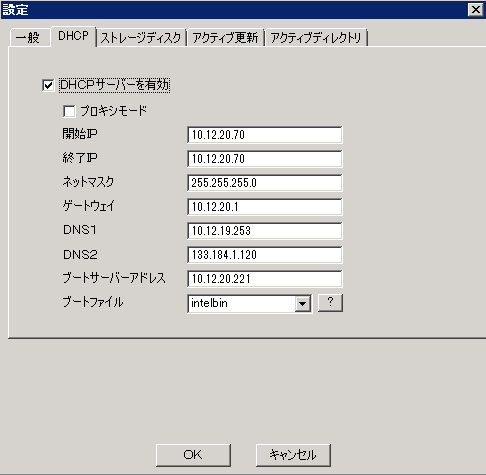 設定
一般 DHCP ストレージディスク アクティブ更新 アクティブディレクトリ
DHCPサーバーを有効
プロキシモード
開始IP 10.12.20.70
終了IP 10.12.20.70
ネットマスク 255.255.255.0
ゲートウェイ 10.12.20.1
DNS1 10.12.19.253
DNS2 133.184.1.120
ブートサーバーアドレス 10.12.20.221
ブートファイル intelbin ?
OK キャンセル